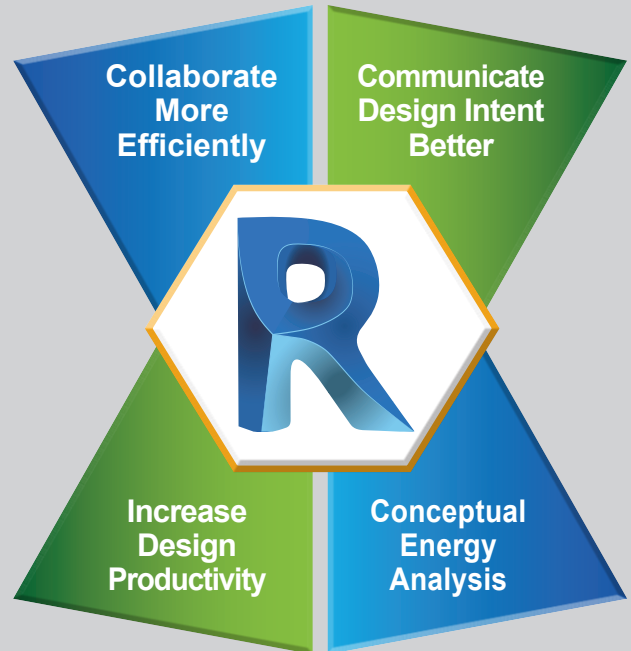 Collaborate
More
Efficiently
Communicate
Design Intent
Better
R
Increase
Design
Productivity
Conceptual
Energy
Analysis